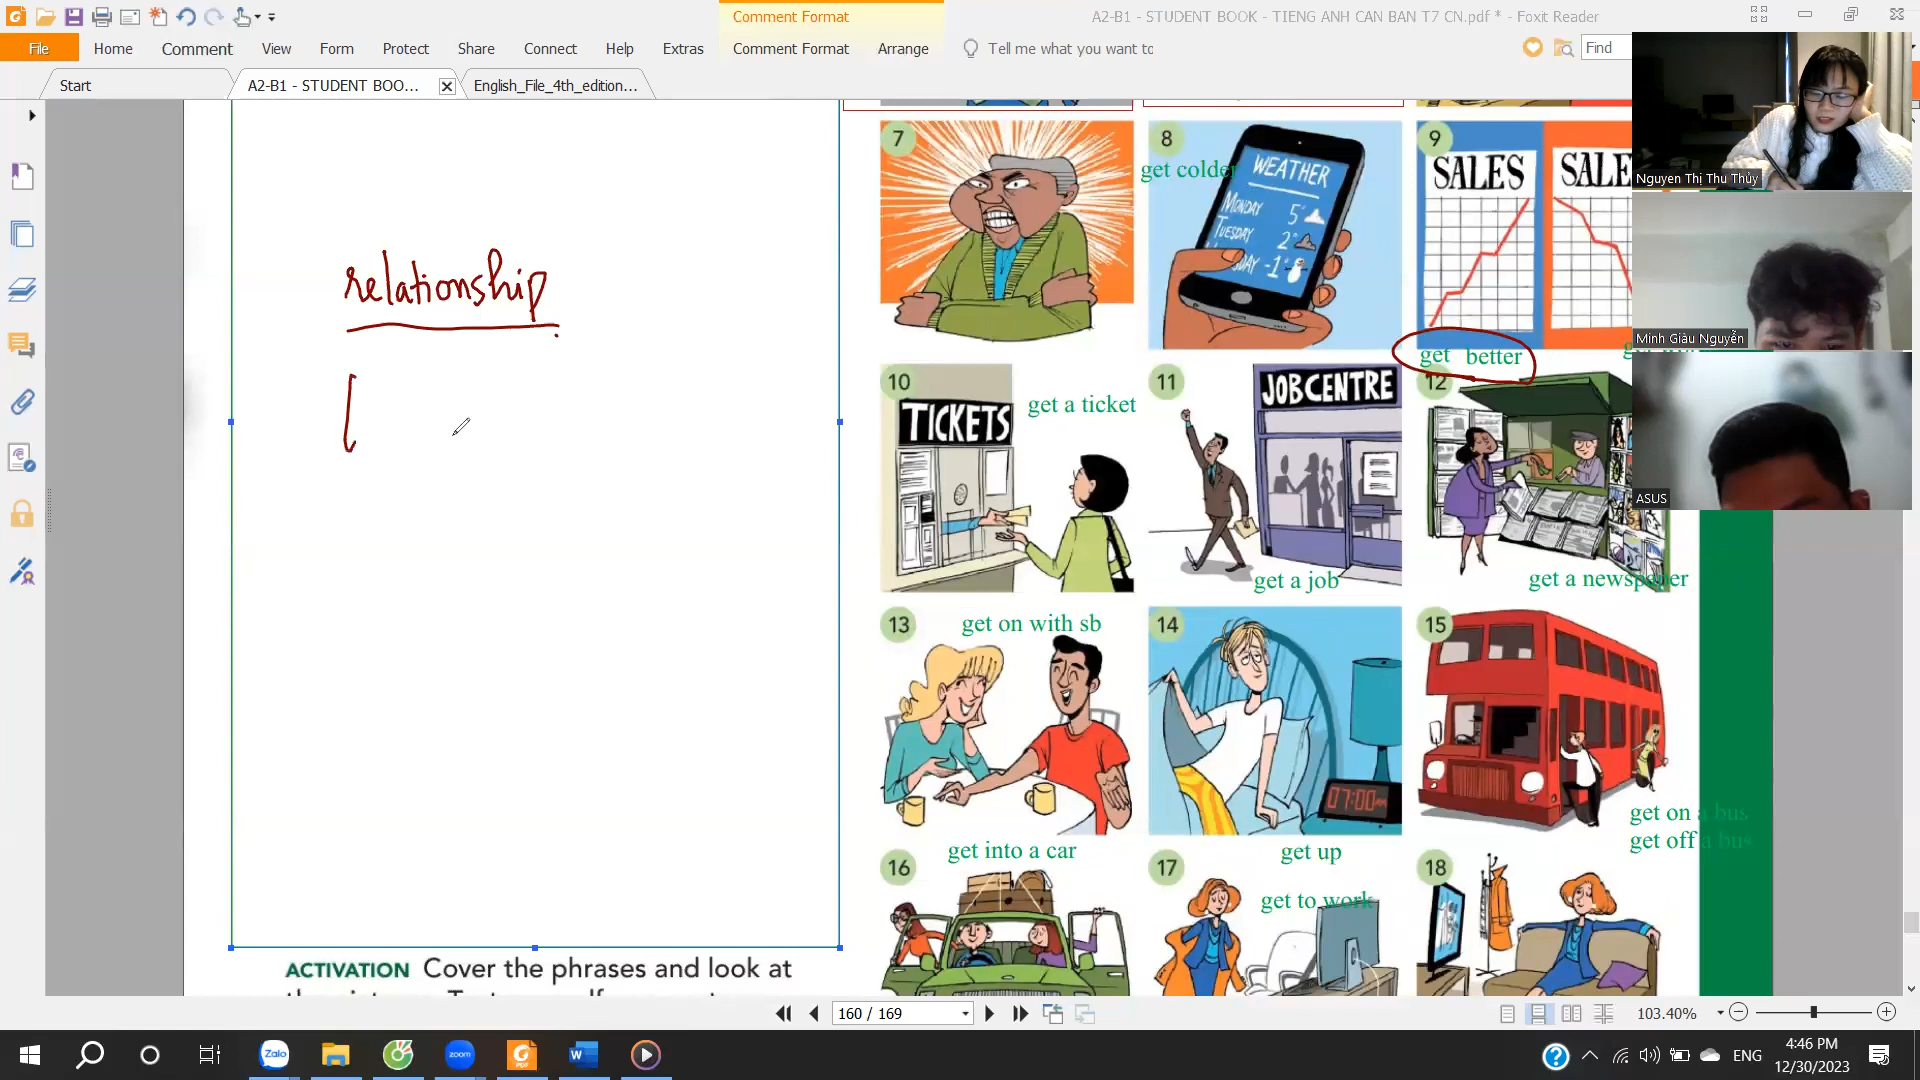 Comment Format
A2-B1 - STUDENT BOOK - TIENG ANH CAN BAN T7 CN.pdf * - Foxit Reader
File
Home
Comment
View
Form
Protect
Share
Connect
Help
Extras
Comment Format
Arrange
Tell me what you want to
Find
Start
A2-B1 - STUDENT BOO...
English_File_4th_edition...
relationship
7
8
get colder
WEATHER
MONDAY 5°
TUESDAY 2°
-1°
9
SALES
Nguyen Thị Thu Thủy
Minh Giàu Nguyễn
ASUS
get better
10
TICKETS
get a ticket
11
JOBCENTRE
get a job
12
get a newspaper
13
get on with sb
14
07:00
get up
15
get on a bus
get off a bus
16
get into a car
17
get to work
18
ACTIVATION Cover the phrases and look at
160 / 169
103.40%
Zalo
zoom
PDF
W
ENG
4:46 PM
12/30/2023